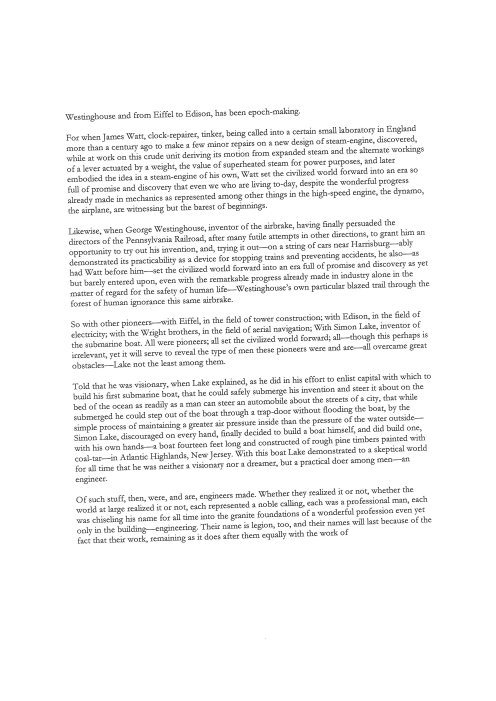 Westinghouse and from Eiffel to Edison, has been epoch-making.
For when James Watt, clock-repairer, tinker, being called into a certain small laboratory in England
more than a century ago to make a few minor repairs on a new design of steam-engine, discovered,
while at work on this crude unit deriving its motion from expanded steam and the alternate workings
of a lever actuated by a weight, the value of superheated steam for power purposes, and later
embodied the idea in a steam-engine of his own, Watt set the civilized world forward into an era so
full of promise and discovery that even we who are living to-day, despite the wonderful progress
already made in mechanics as represented among other things in the high-speed engine, the dynamo,
the airplane, are witnessing but the barest of beginnings.
Likewise, when George Westinghouse, inventor of the airbrake, having finally persuaded the
directors of the Pennsylvania Railroad, after many futile attempts in other directions, to grant him an
opportunity to try out his invention, and, trying it out—on a string of cars near Harrisburg—ably
demonstrated its practicability as a device for stopping trains and preventing accidents, he also—as
had Watt before him—set the civilized world forward into an era full of promise and discovery as yet
but barely entered upon, even with the remarkable progress already made in industry alone in the
matter of regard for the safety of human life—Westinghouse's own particular blazed trail through the
forest of human ignorance this same airbrake.
So with other pioneers—with Eiffel, in the field of tower construction; with Edison, in the field of
electricity; with the Wright brothers, in the field of serial navigation; With Simon Lake, inventor of
the submarine boat. All were pioneers; all set the civilized world forward; all—though this perhaps is
irrelevant, yet it will serve to reveal the type of men these pioneers were and are—all overcame great
obstacles—Lake not the least among them.
Told that he was visionary, when Lake explained, as he did in his effort to enlist capital with which to
build his first submarine boat, that he could safely submerge his invention and steer it about on the
bed of the ocean as readily as a man can steer an automobile about the streets of a city, that while
submerged he could step out of the boat through a trap-door without flooding the boat, by the
simple process of maintaining a greater air pressure inside than the pressure of the water outside—
Simon Lake, discouraged on every hand, finally decided to build a boat himself, and did build one,
with his own hands—a boat fourteen feet long and constructed of rough pine timbers painted with
coal-tar—in Atlantic Highlands, New Jersey. With this boat Lake demonstrated to a skeptical world
for all time that he was neither a visionary nor a dreamer, but a practical doer among men—an
engineer.
Of such stuff, then, were, and are, engineers made. Whether they realized it or not, whether the
world at large realized it or not, each represented a noble calling, each was a professional man, each
was chiseling his name for all time into the granite foundations of a wonderful profession even yet
only in the building—engineering. Their name is legion, too, and their names will last because of the
fact that their work, remaining as it does after them equally with the work of